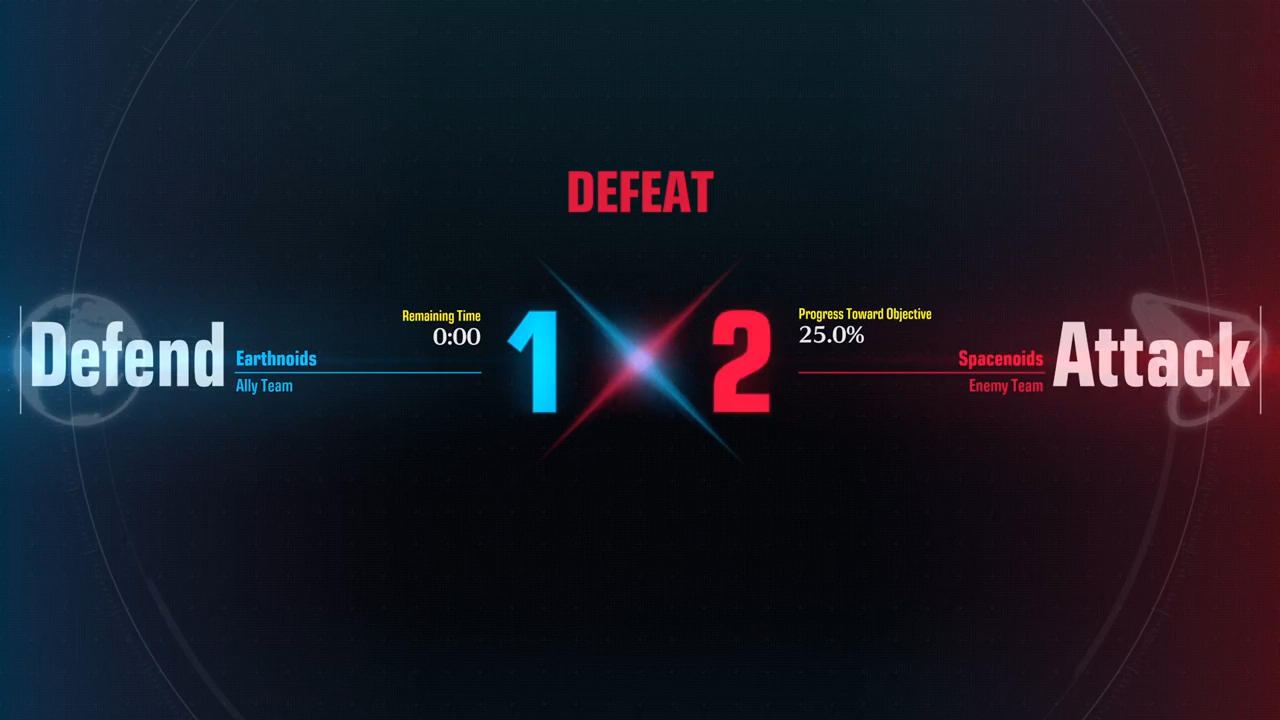 DEFEAT
Defend
Earthnoids
Ally Team
Remaining Time
0:00
1
2
Progress Toward Objective
25.0%
Spacenoids
Enemy Team
Attack